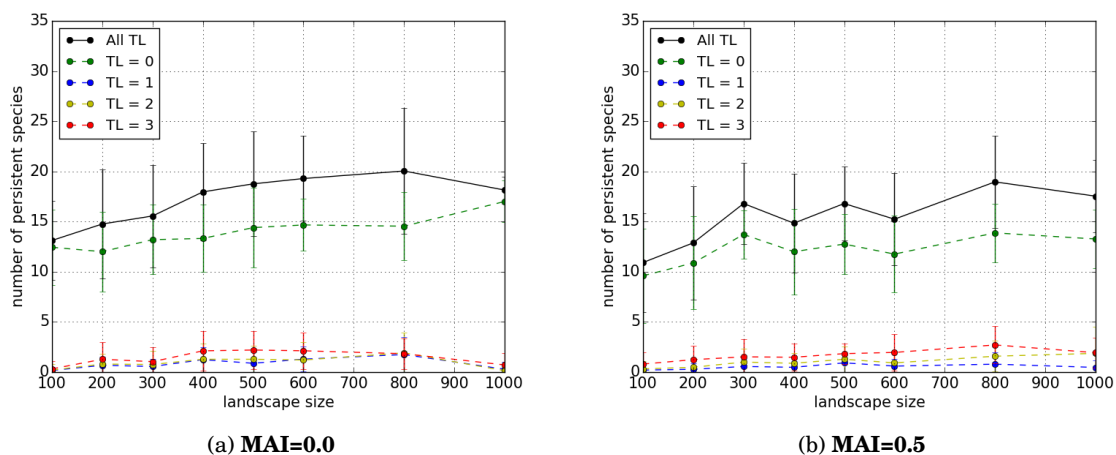 35
30
25
20
15
10
5
0
number of persistent species
All TL
TL = 0
TL = 1
TL = 2
TL = 3
100 200 300 400 500 600 700 800 900 1000
landscape size
(a) MAI=0.0
35
30
25
20
15
10
5
0
number of persistent species
All TL
TL = 0
TL = 1
TL = 2
TL = 3
100 200 300 400 500 600 700 800 900 1000
landscape size
(b) MAI=0.5